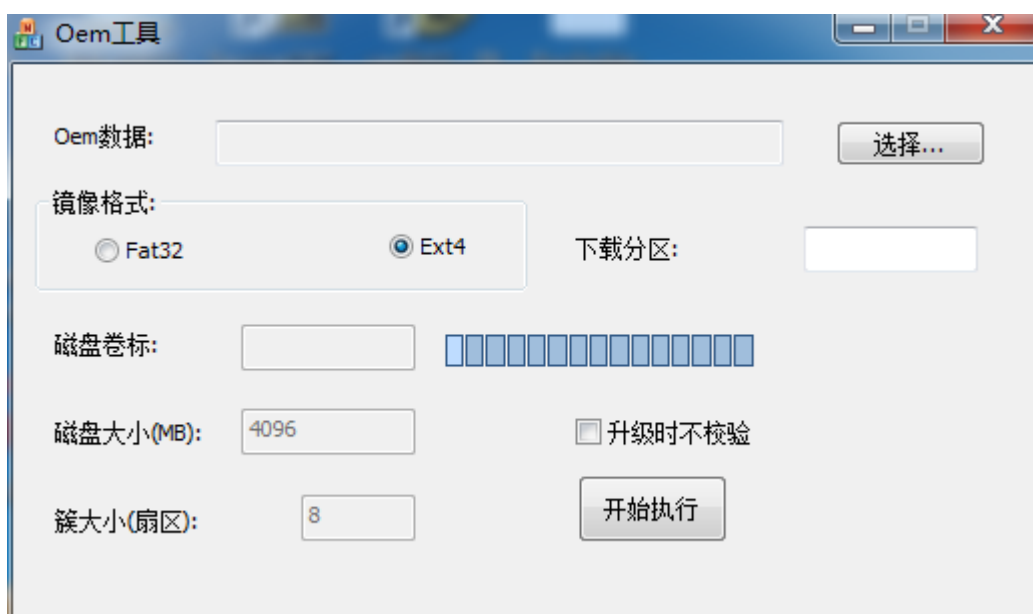 Oem工具
Oem数据:
选择...
镜像格式:
Fat32
Ext4
下载分区:
磁盘卷标:
磁盘大小(MB):
4096
升级时不校验
簇大小(扇区):
8
开始执行